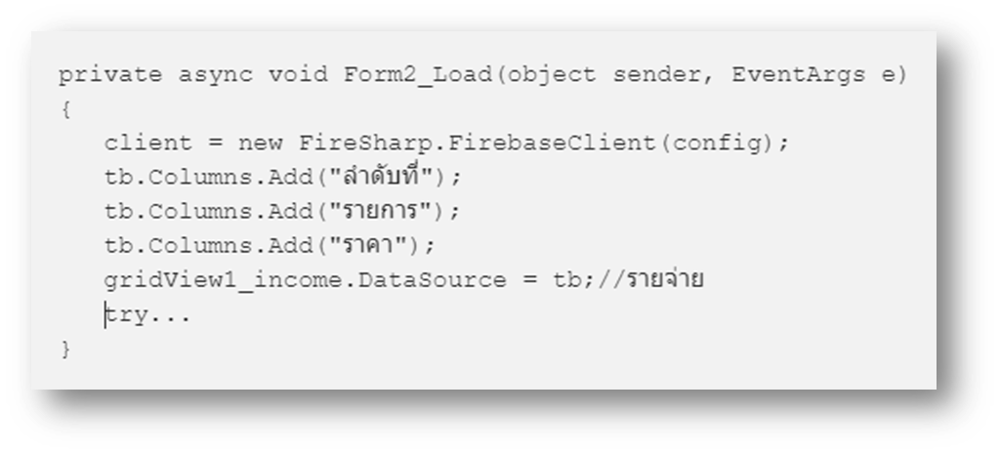 private async void Form2_Load(object sender, EventArgs e)
{
client = new FireSharp.FirebaseClient(config);
tb.Columns.Add("ลำดับที่");
tb.Columns.Add("รายการ");
tb.Columns.Add("ราคา");
gridView1_income.DataSource = tb;//รายจ่าย
try...
}